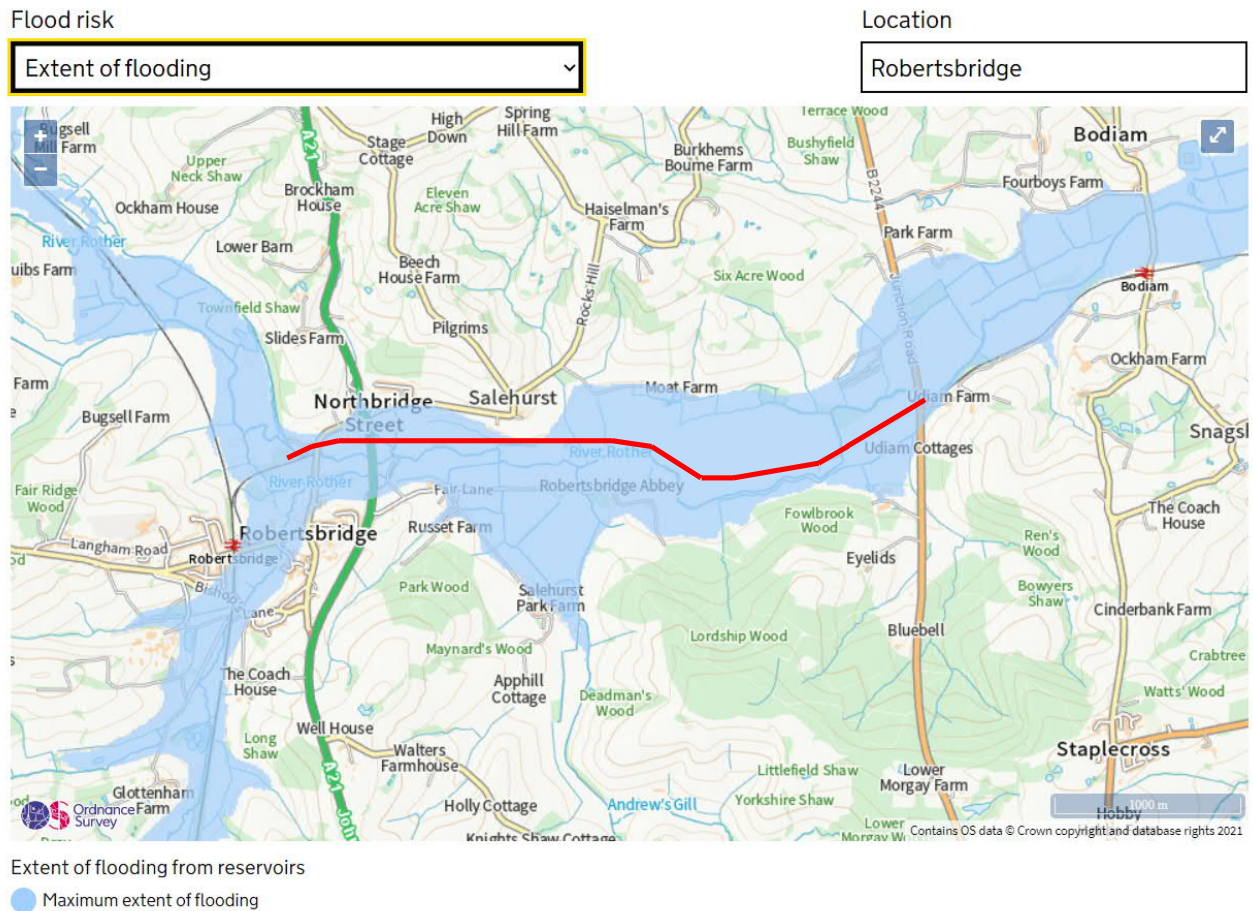 Flood risk
Location
Extent of flooding
Robertsbridge
Terrace Wood
High
Down
Spring
Hill Farm
Bugsell
Mill Farm
A21
Stage
Cottage
Burkhems
Bourne Farm
Bushyfield
Shaw
Bodiam
Upper
Neck Shaw
B2244
Fourboys Farm
Brockham
House
Eleven
Acre Shaw
Ockham House
Haiselman's
Farm
Park Farm
River Rother
Lower Barn
Beech
House Farm
uibs Farm
Six Acre Wood
Rocks Hill
Junction Road
Bodiam
Townfield Shaw
Slides Farm
Pilgrims
Ockham Farm
Farm
Moat Farm
Northbridge
Street
Salehurst
Udiam Farm
Bugsell Farm
Snagsh
River Rother
Udiam Cottages
River Rother
Fair Lane
Robertsbridge Abbey
Fair Ridge
Wood
Fowlbrook
Wood
The Coach
House
Robertsbridge
Russet Farm
Langham Road
Robertsbridge
Ren's
Wood
Eyelids
Bishop's Lane
Park Wood
Salehurst
Park Farm
Bowyers
Shaw
Cinderbank Farm
Lordship Wood
Bluebell
Maynard's Wood
Crabtree
The Coach
House
Apphill
Cottage
Deadman's
Wood
Watts' Wood
Well House
Long
Shaw
Walters
Farmhouse
Staplecross
A21
Littlefield Shaw
Lower
Morgay Farm
Glottenham
Farm
Holly Cottage
Andrew's Gill
Yorkshire Shaw
1000 m
Hobby
Ordnance
Survey
Knights Shaw Cottage
Lower
Morgay Wo
Contains OS data © Crown copyright and database rights 2021
Extent of flooding from reservoirs
Maximum extent of flooding